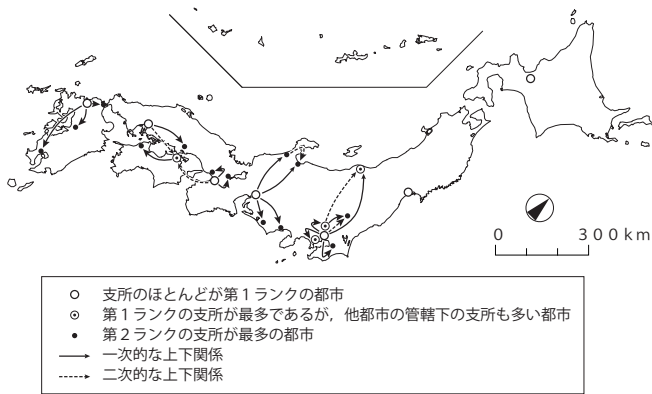 0　300km
支所のほとんどが第1ランクの都市
第1ランクの支所が最多であるが，他都市の管轄下の支所も多い都市
第2ランクの支所が最多の都市
一次的な上下関係
二次的な上下関係